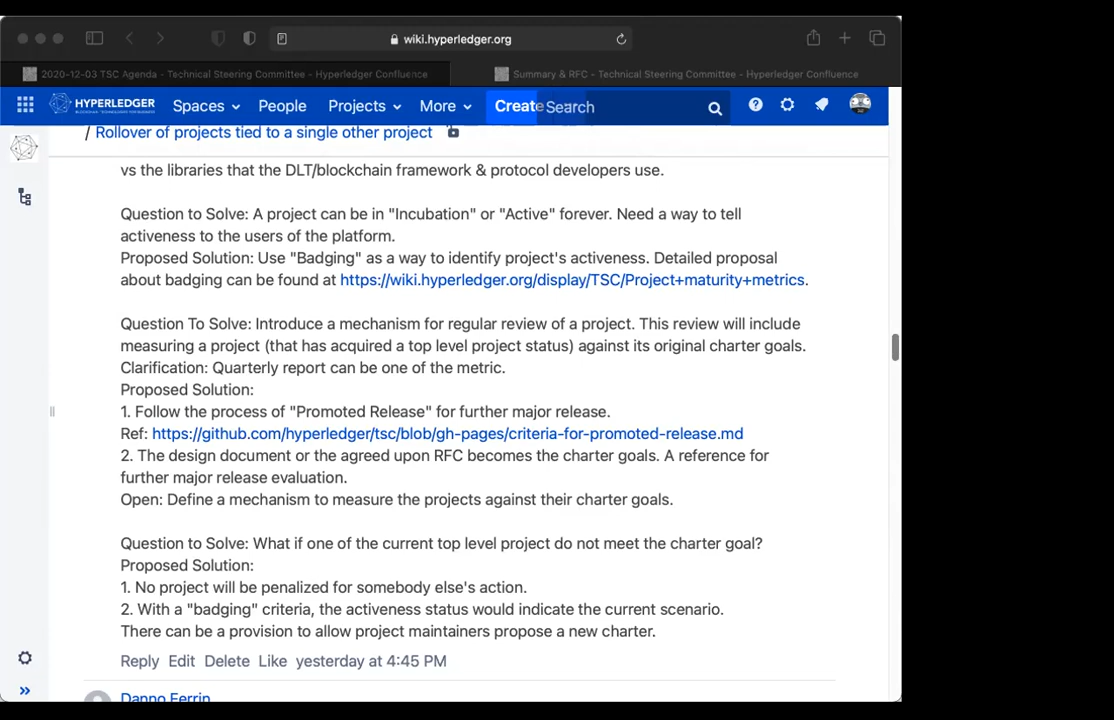 wiki.hyperledger.org
2020-12-03 TSC Agenda - Technical Steering Committee - Hyperledger Confluence
Summary & RFC - Technical Steering Committee - Hyperledger Confluence
HYPERLEDGER
Spaces People Projects More Create Search
/ Rollover of projects tied to a single other project
vs the libraries that the DLT/blockchain framework & protocol developers use.
Question to Solve: A project can be in "Incubation" or "Active" forever. Need a way to tell
activeness to the users of the platform.
Proposed Solution: Use "Badging" as a way to identify project's activeness. Detailed proposal
about badging can be found at https://wiki.hyperledger.org/display/TSC/Project+maturity+metrics.
Question To Solve: Introduce a mechanism for regular review of a project. This review will include
measuring a project (that has acquired a top level project status) against its original charter goals.
Clarification: Quarterly report can be one of the metric.
Proposed Solution:
1. Follow the process of "Promoted Release" for further major release.
Ref: https://github.com/hyperledger/tsc/blob/gh-pages/criteria-for-promoted-release.md
2. The design document or the agreed upon RFC becomes the charter goals. A reference for
further major release evaluation.
Open: Define a mechanism to measure the projects against their charter goals.
Question to Solve: What if one of the current top level project do not meet the charter goal?
Proposed Solution:
1. No project will be penalized for somebody else's action.
2. With a "badging" criteria, the activeness status would indicate the current scenario.
There can be a provision to allow project maintainers propose a new charter.
Reply Edit Delete Like yesterday at 4:45 PM
Danno Ferrin